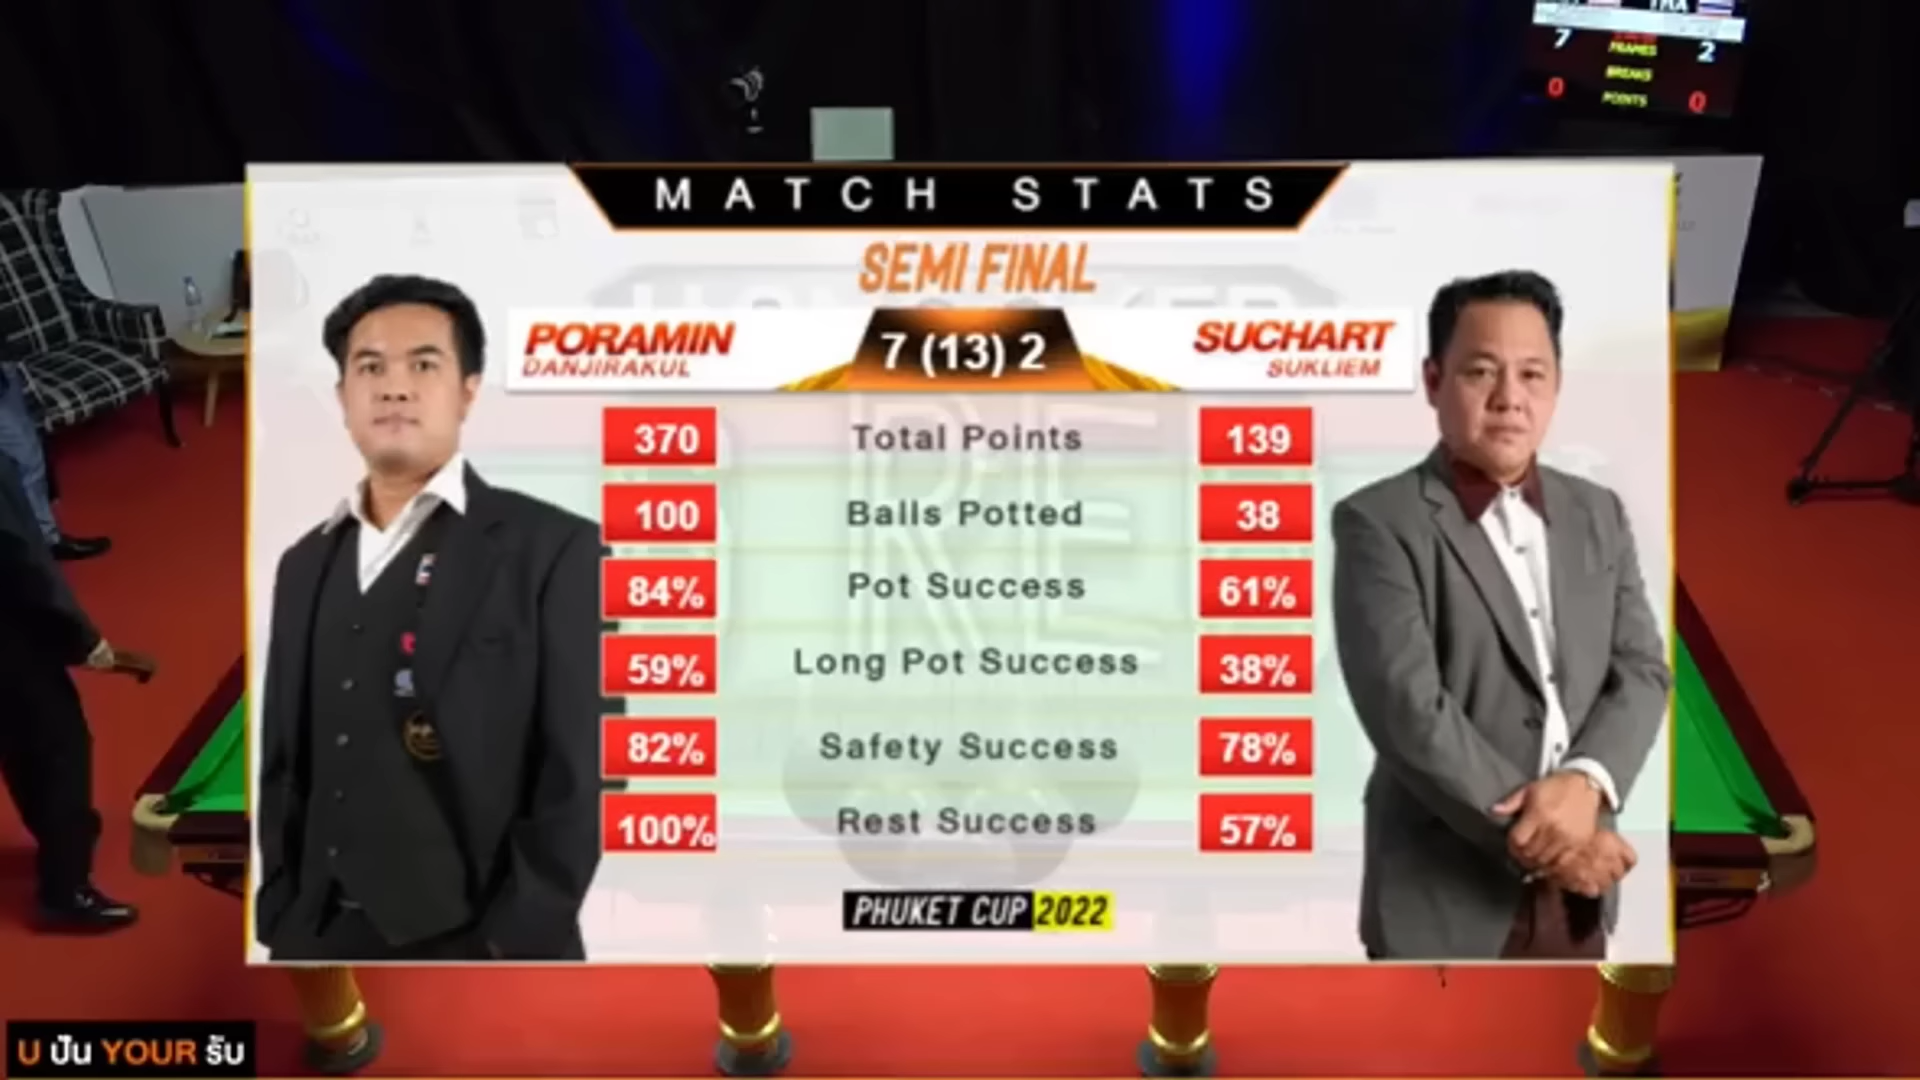 7 FRAMES 2
BREAKS
0 POINTS 0
MATCH STATS
SEMI FINAL
PORAMIN
DANJIRAKUL
7 (13) 2
SUCHART
SUKLIEM
370 Total Points 139
100 Balls Potted 38
84% Pot Success 61%
59% Long Pot Success 38%
82% Safety Success 78%
100% Rest Success 57%
PHUKET CUP 2022
U ปัน YOUR รับ